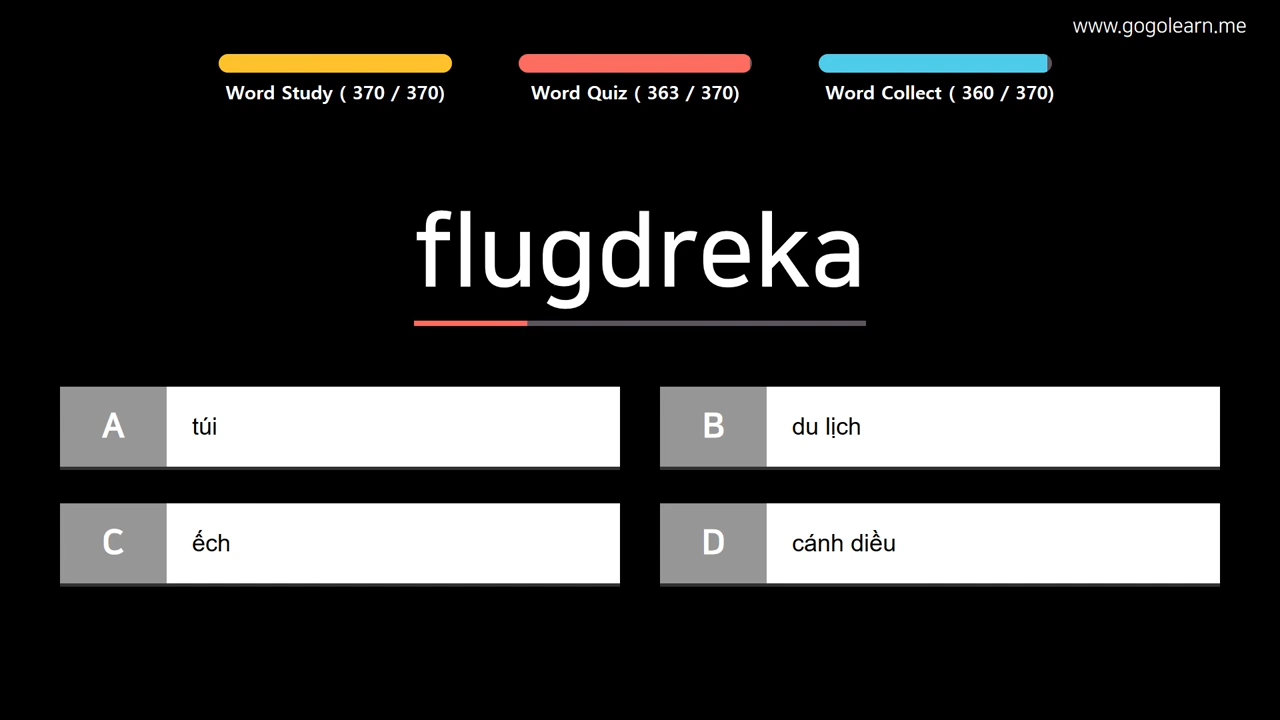 www.gogolearn.me
Word Study ( 370 / 370)
Word Quiz ( 363 / 370)
Word Collect ( 360 / 370)
flugdreka
A túi
B du lịch
C ếch
D cánh diều